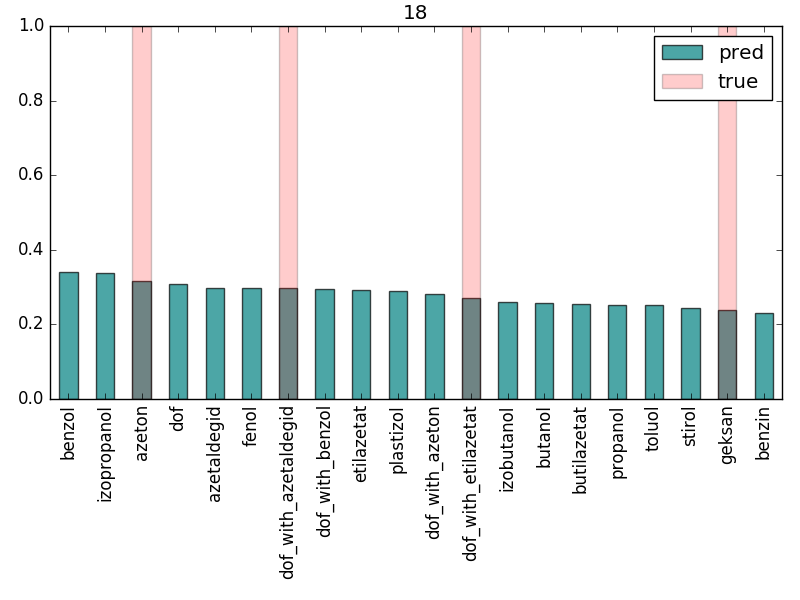 18
1.0
0.8
0.6
0.4
0.2
0.0
pred
true
benzol
izopropanol
azeton
dof
azetaldegid
fenol
dof_with_azetaldegid
dof_with_benzol
etilazetat
plastizol
dof_with_azeton
dof_with_etilazetat
izobutanol
butanol
butilazetat
propanol
toluol
stirol
geksan
benzin